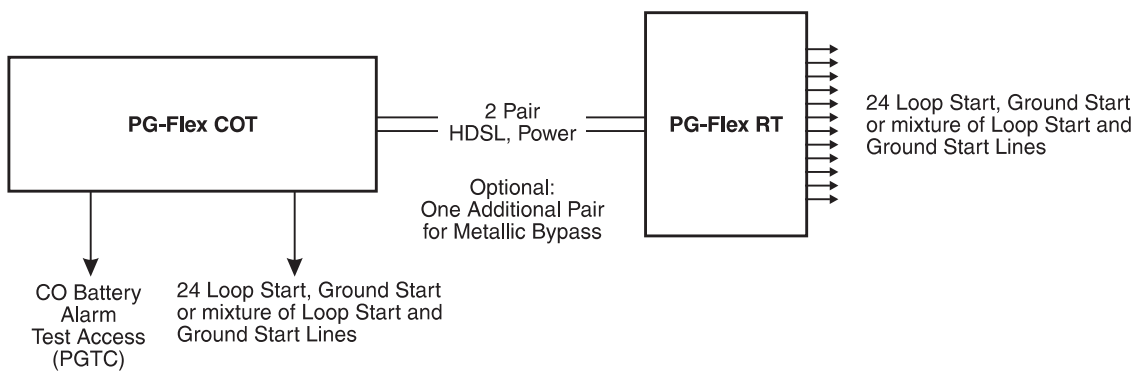 PG-Flex COT
2 Pair
HDSL, Power
PG-Flex RT
24 Loop Start, Ground Start
or mixture of Loop Start and
Ground Start Lines
Optional:
One Additional Pair
for Metallic Bypass
CO Battery
Alarm
Test Access
(PGTC)
24 Loop Start, Ground Start
or mixture of Loop Start and
Ground Start Lines